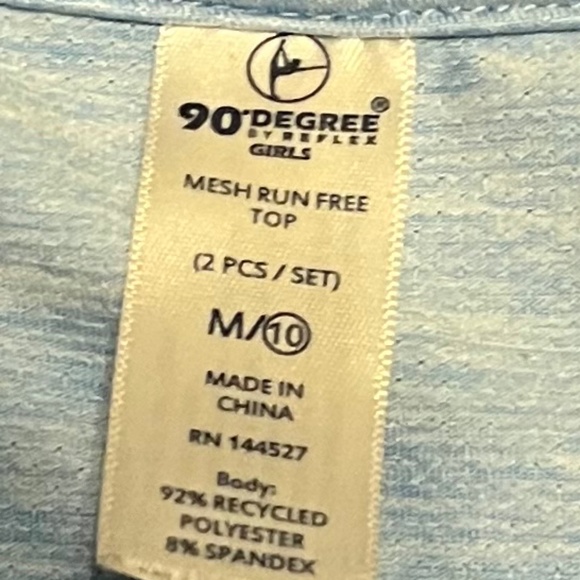 90°DEGREE®
BY REFLEX
GIRLS
MESH RUN FREE
TOP
(2 PCS / SET)
M/10
MADE IN
CHINA
RN 144527
Body:
92% RECYCLED
POLYESTER
8% SPANDEX